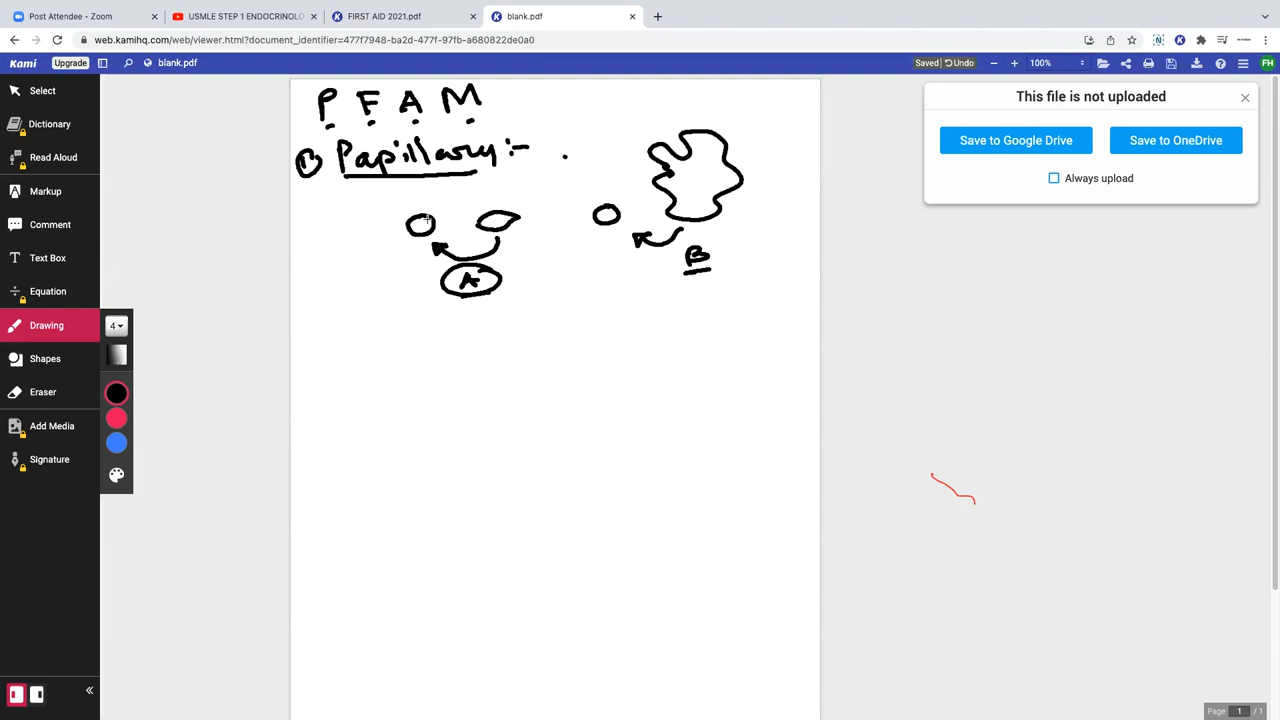 Post Attendee - Zoom
USMLE STEP 1 ENDOCRINOLO
FIRST AID 2021.pdf
blank.pdf
web.kamihq.com/web/viewer.html?document_identifier=477f7948-ba2d-477f-97fb-a680822de0a0
Kami
Upgrade
blank.pdf
Saved
Undo
100%
FH
Select
Dictionary
Read Aloud
Markup
Comment
Text Box
Equation
Drawing
Shapes
Eraser
Add Media
Signature
4
P F A M
1 Papillary :-
A
B
This file is not uploaded
Save to Google Drive
Save to OneDrive
Always upload
Page 1 / 1